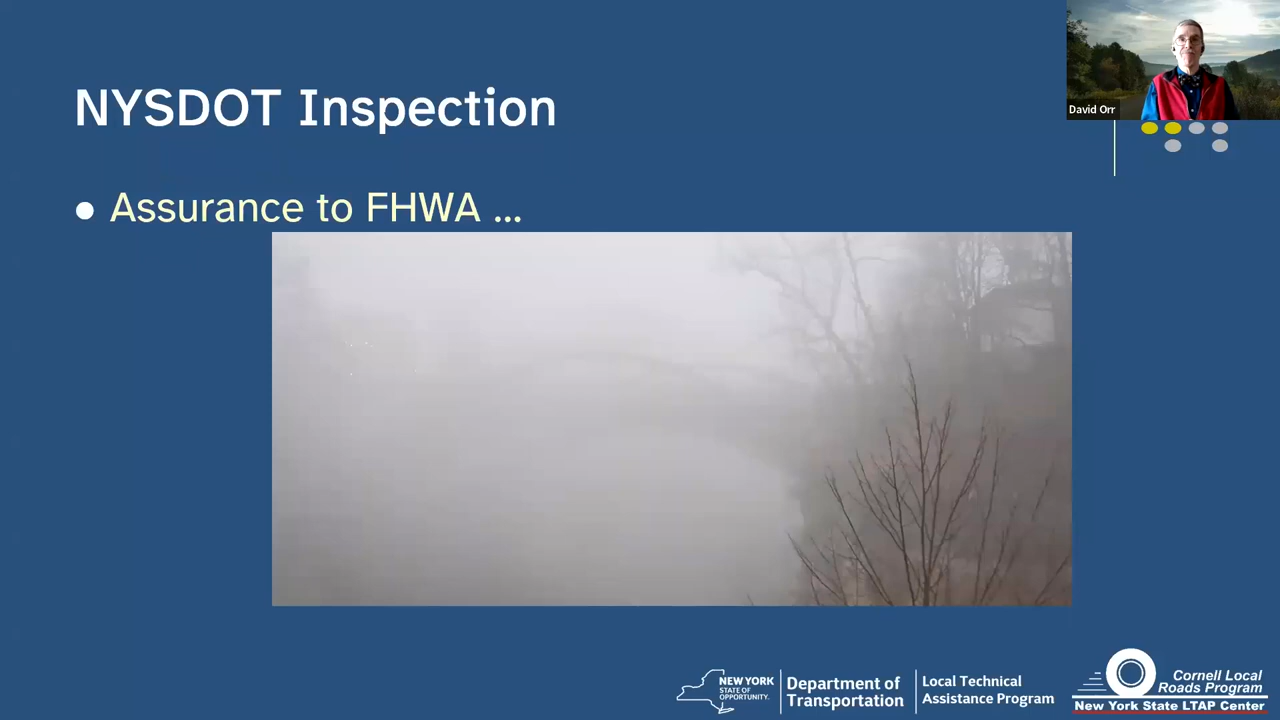 NYSDOT Inspection
David Orr
● Assurance to FHWA ...
NEW YORK
STATE OF
OPPORTUNITY.
Department of
Transportation
Local Technical
Assistance Program
Cornell Local
Roads Program
New York State LTAP Center